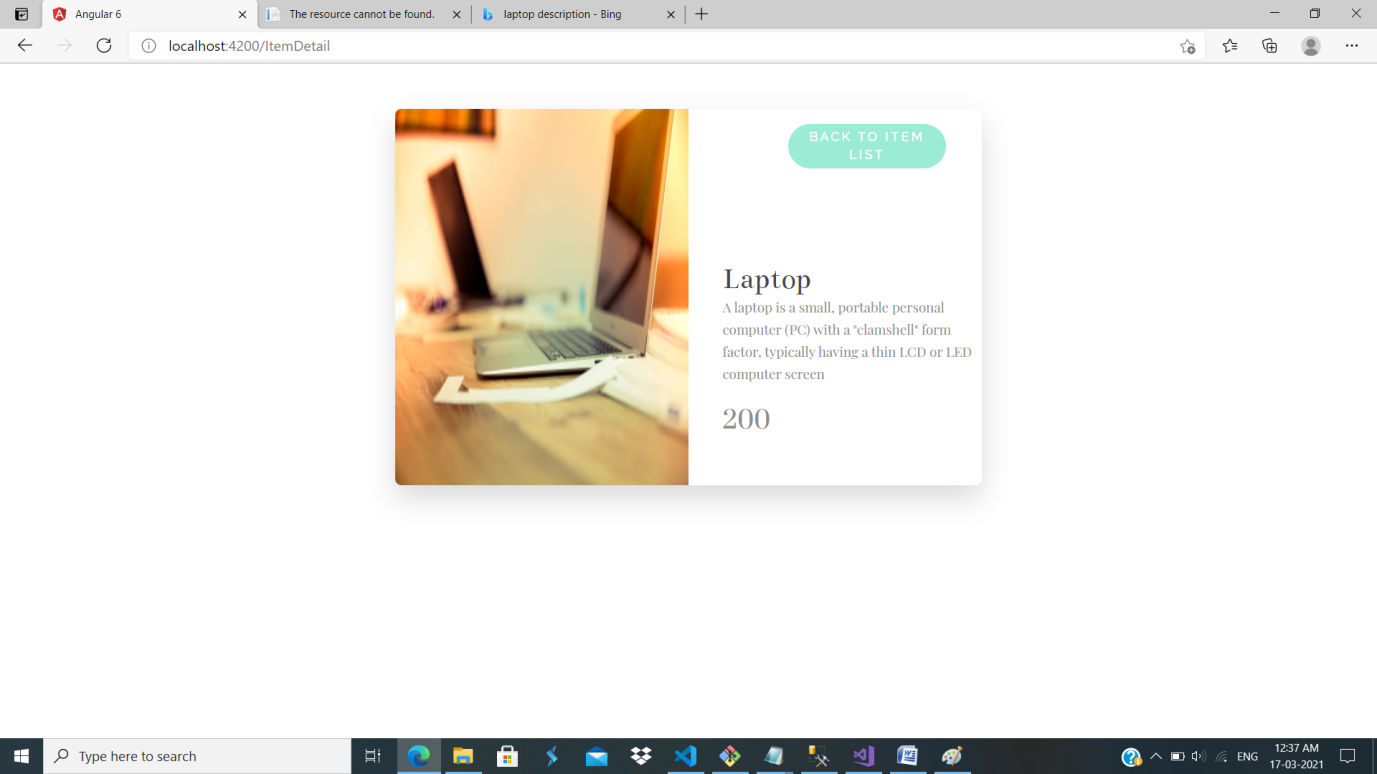 Angular 6
The resource cannot be found.
laptop description - Bing
localhost:4200/ItemDetail
BACK TO ITEM
LIST
Laptop
A laptop is a small, portable personal
computer (PC) with a "clamshell" form
factor, typically having a thin LCD or LED
computer screen
200
Type here to search
ENG
12:37 AM
17-03-2021